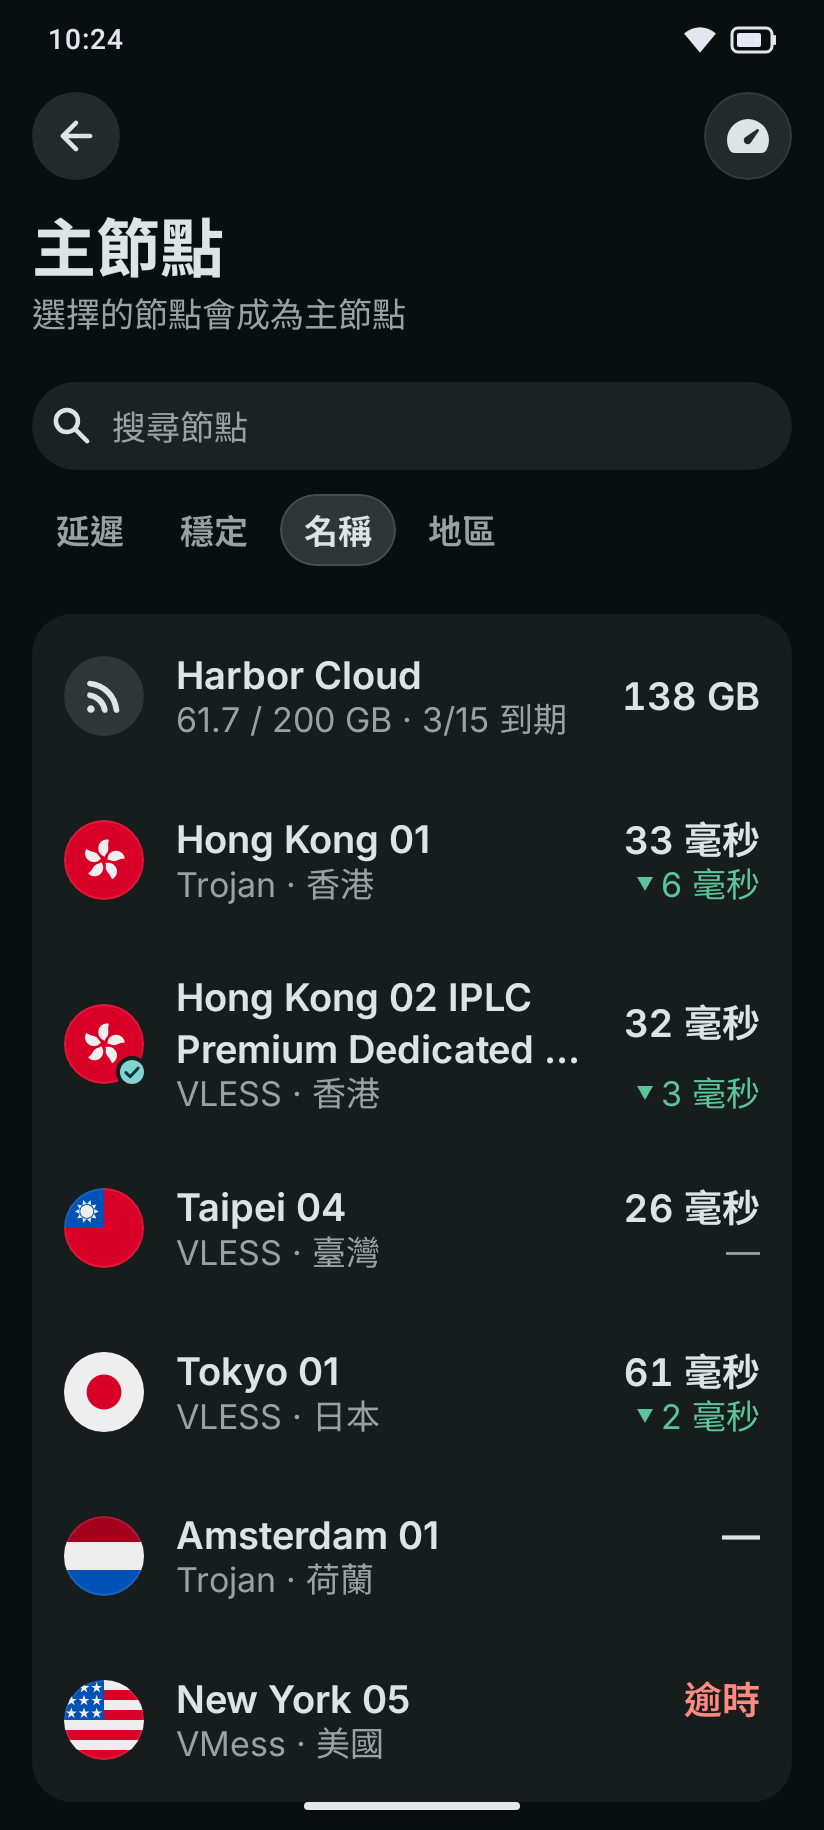 10:24
主節點
選擇的節點會成為主節點
搜尋節點
延遲 穩定 名稱 地區
Harbor Cloud
61.7 / 200 GB · 3/15 到期
138 GB
Hong Kong 01
Trojan · 香港
33 毫秒
▼6 毫秒
Hong Kong 02 IPLC
Premium Dedicated ...
VLESS · 香港
32 毫秒
▼3 毫秒
Taipei 04
VLESS · 臺灣
26 毫秒
—
Tokyo 01
VLESS · 日本
61 毫秒
▼2 毫秒
Amsterdam 01
Trojan · 荷蘭
—
New York 05
VMess · 美國
逾時